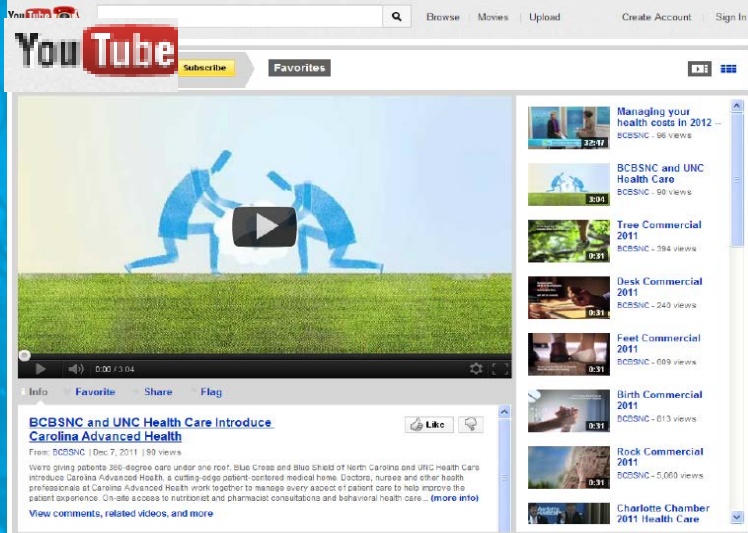 YouTube
Browse Movies Upload Create Account Sign In
YouTube
Subscribe
Favorites
0:00 / 3:04
Info Favorite Share Flag
BCBSNC and UNC Health Care Introduce
Carolina Advanced Health
Like
From: BCBSNC | Dec 7, 2011 | 90 views
We're giving patients 360-degree care under one roof. Blue Cross and Blue Shield of North Carolina and UNC Health Care
introduce Carolina Advanced Health, a cutting-edge patient-centered medical home. Doctors, nurses and other health
professionals at Carolina Advanced Health work together to manage every aspect of patient care to help improve the
patient experience. On-site access to nutritionist and pharmacist consultations and behavioral health care... (more info)
View comments, related videos, and more
Managing your
health costs in 2012 --
BCBSNC - 96 views
32:47
BCBSNC and UNC
Health Care
BCBSNC - 90 views
3:04
Tree Commercial
2011
BCBSNC - 394 views
0:31
Desk Commercial
2011
BCBSNC - 240 views
0:31
Feet Commercial
2011
BCBSNC - 609 views
0:31
Birth Commercial
2011
BCBSNC - 613 views
0:31
Rock Commercial
2011
BCBSNC - 5,060 views
0:31
Charlotte Chamber
2011 Health Care